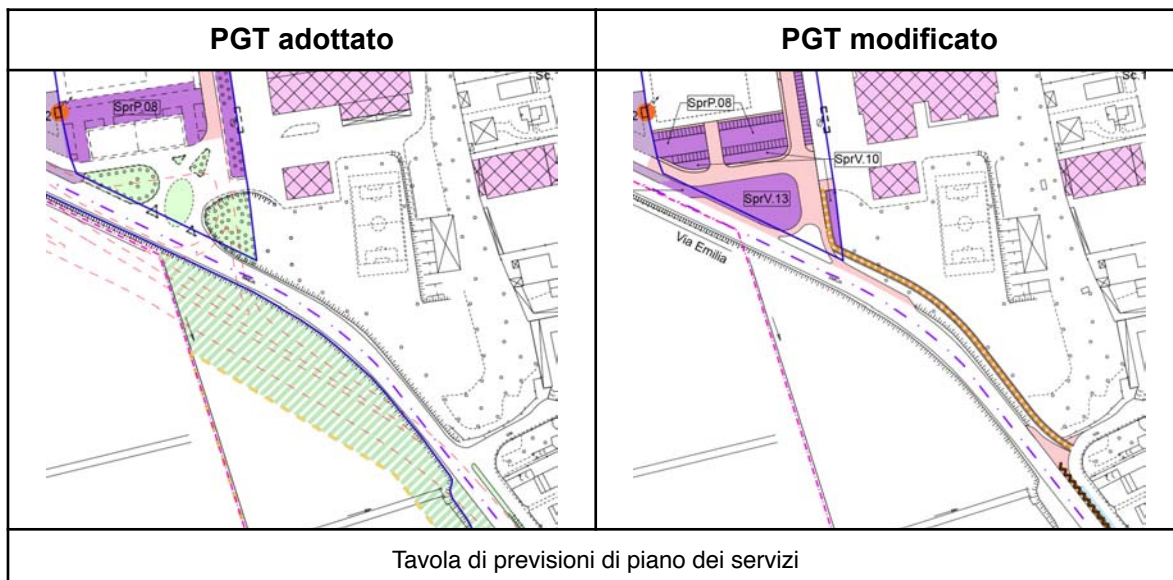 PGT adottato
PGT modificato
SprP.08
2
SprP.08
SprV.10
SprV.13
Via Emilia
Tavola di previsioni di piano dei servizi